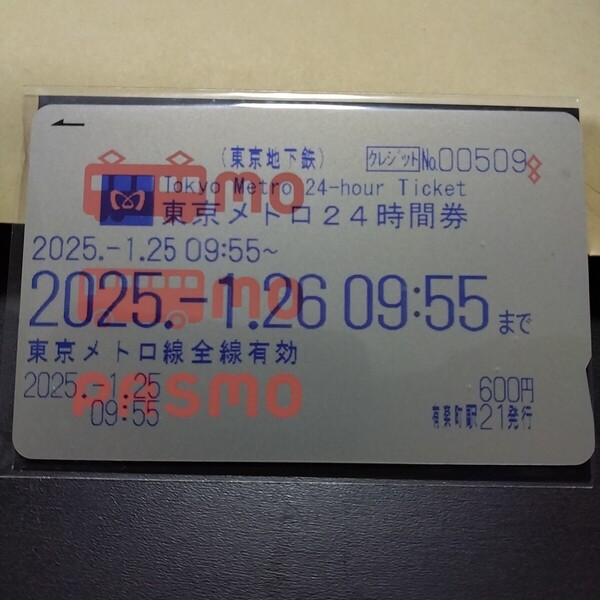 (東京地下鉄) クレジット No.00509
mo
Tokyo Metro 24-hour Ticket
東京メトロ24時間券
2025.-1.25 09:55~
mo
2025.-1.26 09:55まで
東京メトロ線全線有効
PASMO
2025.-1.25 600円
09:55 有楽町駅21発行